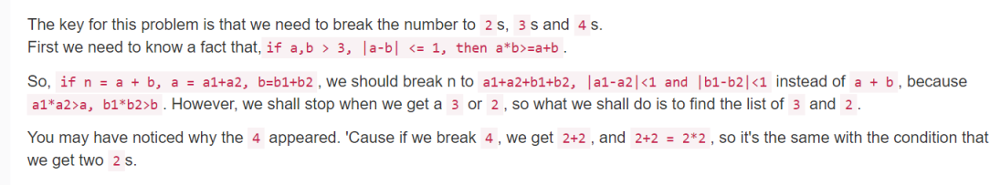 The key for this problem is that we need to break the number to 2 s, 3 s and 4 s.
First we need to know a fact that, if a,b > 3, |a-b| <= 1, then a*b>=a+b .
So, if n = a + b, a = a1+a2, b=b1+b2 , we should break n to a1+a2+b1+b2, |a1-a2|<1 and |b1-b2|<1 instead of a + b , because
a1*a2>a, b1*b2>b . However, we shall stop when we get a 3 or 2 , so what we shall do is to find the list of 3 and 2 .
You may have noticed why the 4 appeared. 'Cause if we break 4 , we get 2+2 , and 2+2 = 2*2 , so it's the same with the condition that
we get two 2 s.